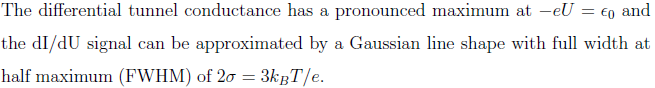 The differential tunnel conductance has a pronounced maximum at −eU = ϵ₀ and
the dI/dU signal can be approximated by a Gaussian line shape with full width at
half maximum (FWHM) of 2σ = 3k_BT/e.